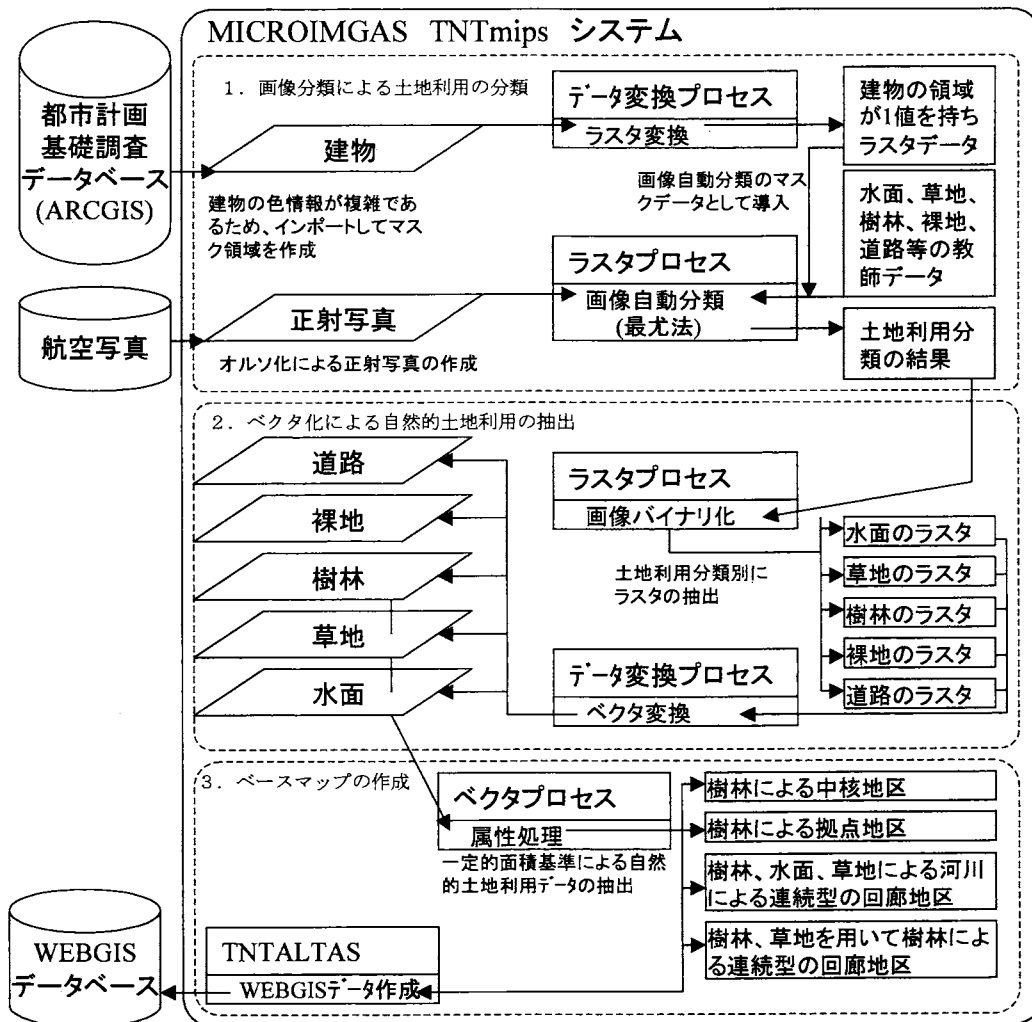 MICROIMGAS TNTmips システム
都市計画
基礎調査
データベース
(ARCGIS)
航空写真
1．画像分類による土地利用の分類
建物
建物の色情報が複雑であ
るため、インポートしてマス
ク領域を作成
データ変換プロセス
ラスタ変換
建物の領域
が1値を持ち
ラスタデータ
画像自動分類のマス
クデータとして導入
水面、草地、
樹林、裸地、
道路等の教
師データ
正射写真
オルソ化による正射写真の作成
ラスタプロセス
画像自動分類
(最尤法)
土地利用分
類の結果
2．ベクタ化による自然的土地利用の抽出
道路
裸地
樹林
草地
水面
ラスタプロセス
画像バイナリ化
土地利用分類別に
ラスタの抽出
水面のラスタ
草地のラスタ
樹林のラスタ
裸地のラスタ
道路のラスタ
データ変換プロセス
ベクタ変換
3．ベースマップの作成
ベクタプロセス
属性処理
一定的面積基準による自然
的土地利用データの抽出
樹林による中核地区
樹林による拠点地区
樹林、水面、草地による河川
による連続型の回廊地区
樹林、草地を用いて樹林によ
る連続型の回廊地区
TNTALTAS
WEBGISデータ作成
WEBGIS
データベース